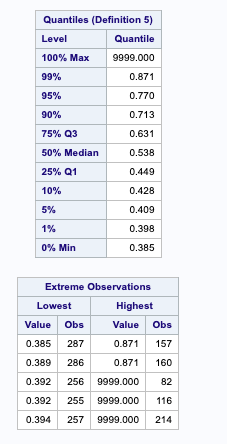 Quantiles (Definition 5)
Level Quantile
100% Max 9999.000
99% 0.871
95% 0.770
90% 0.713
75% Q3 0.631
50% Median 0.538
25% Q1 0.449
10% 0.428
5% 0.409
1% 0.398
0% Min 0.385
Extreme Observations
Lowest Highest
Value Obs Value Obs
0.385 287 0.871 157
0.389 286 0.871 160
0.392 256 9999.000 82
0.392 255 9999.000 116
0.394 257 9999.000 214